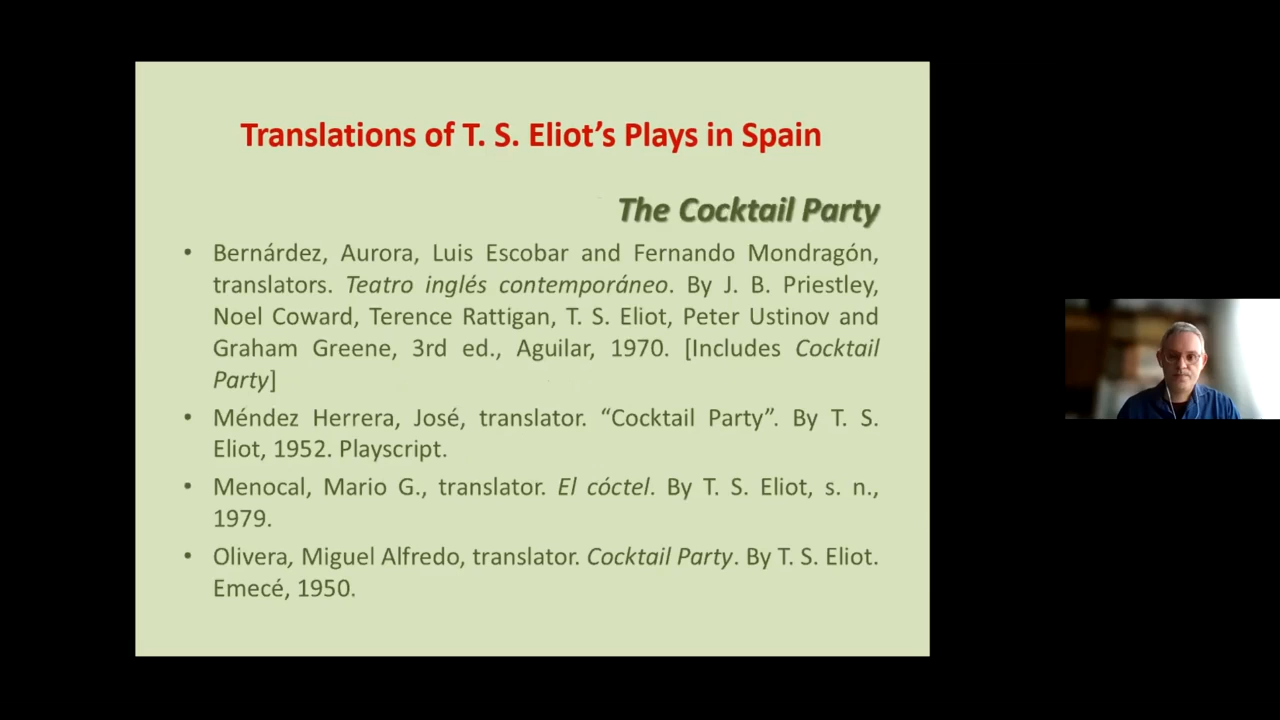 Translations of T. S. Eliot’s Plays in Spain
The Cocktail Party
• Bernárdez, Aurora, Luis Escobar and Fernando Mondragón,
translators. Teatro inglés contemporáneo. By J. B. Priestley,
Noel Coward, Terence Rattigan, T. S. Eliot, Peter Ustinov and
Graham Greene, 3rd ed., Aguilar, 1970. [Includes Cocktail
Party]
• Méndez Herrera, José, translator. “Cocktail Party”. By T. S.
Eliot, 1952. Playscript.
• Menocal, Mario G., translator. El cóctel. By T. S. Eliot, s. n.,
1979.
• Olivera, Miguel Alfredo, translator. Cocktail Party. By T. S. Eliot.
Emecé, 1950.